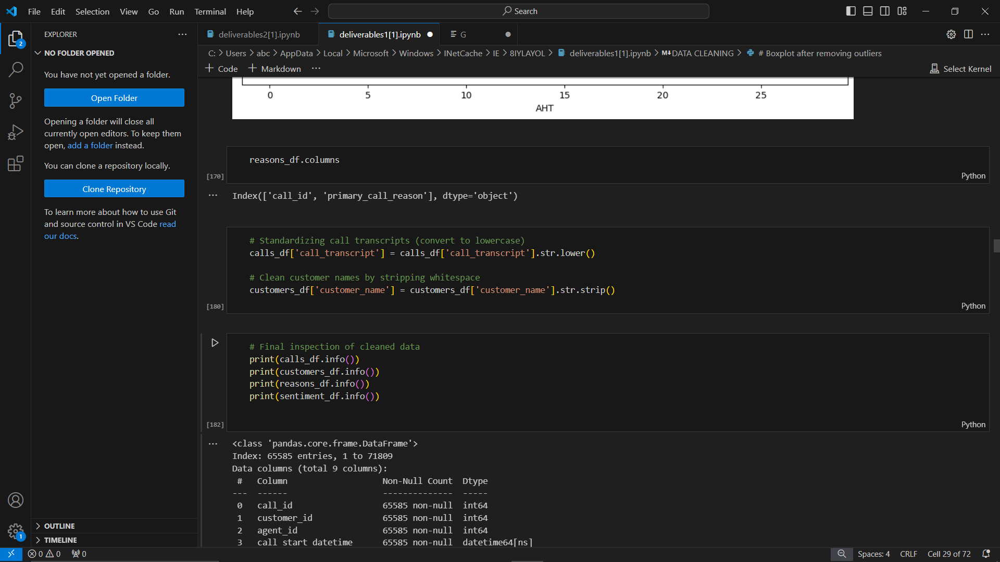 File Edit Selection View Go Run Terminal Help
Search
EXPLORER
2
NO FOLDER OPENED
You have not yet opened a folder.
Open Folder
Opening a folder will close all
currently open editors. To keep them
open, add a folder instead.
You can clone a repository locally.
Clone Repository
To learn more about how to use Git
and source control in VS Code read
our docs.
OUTLINE
TIMELINE
1
deliverables2[1].ipynb
deliverables1[1].ipynb
G
C: > Users > abc > AppData > Local > Microsoft > Windows > INetCache > IE > 8IYLAYOL > deliverables1[1].ipynb > M↓DATA CLEANING > # Boxplot after removing outliers
+ Code + Markdown ...
Select Kernel
0 5 10 15 20 25
AHT
reasons_df.columns
[170]
Python
Index(['call_id', 'primary_call_reason'], dtype='object')
# Standardizing call transcripts (convert to lowercase)
calls_df['call_transcript'] = calls_df['call_transcript'].str.lower()
# Clean customer names by stripping whitespace
customers_df['customer_name'] = customers_df['customer_name'].str.strip()
[180]
Python
# Final inspection of cleaned data
print(calls_df.info())
print(customers_df.info())
print(reasons_df.info())
print(sentiment_df.info())
[182]
Python
<class 'pandas.core.frame.DataFrame'>
Index: 65585 entries, 1 to 71809
Data columns (total 9 columns):
 #   Column                   Non-Null Count  Dtype
---  ------                   --------------  -----
 0   call_id                  65585 non-null  int64
 1   customer_id              65585 non-null  int64
 2   agent_id                 65585 non-null  int64
 3   call_start_datetime      65585 non-null  datetime64[ns]
0 0 0
Spaces: 4 CRLF Cell 29 of 72